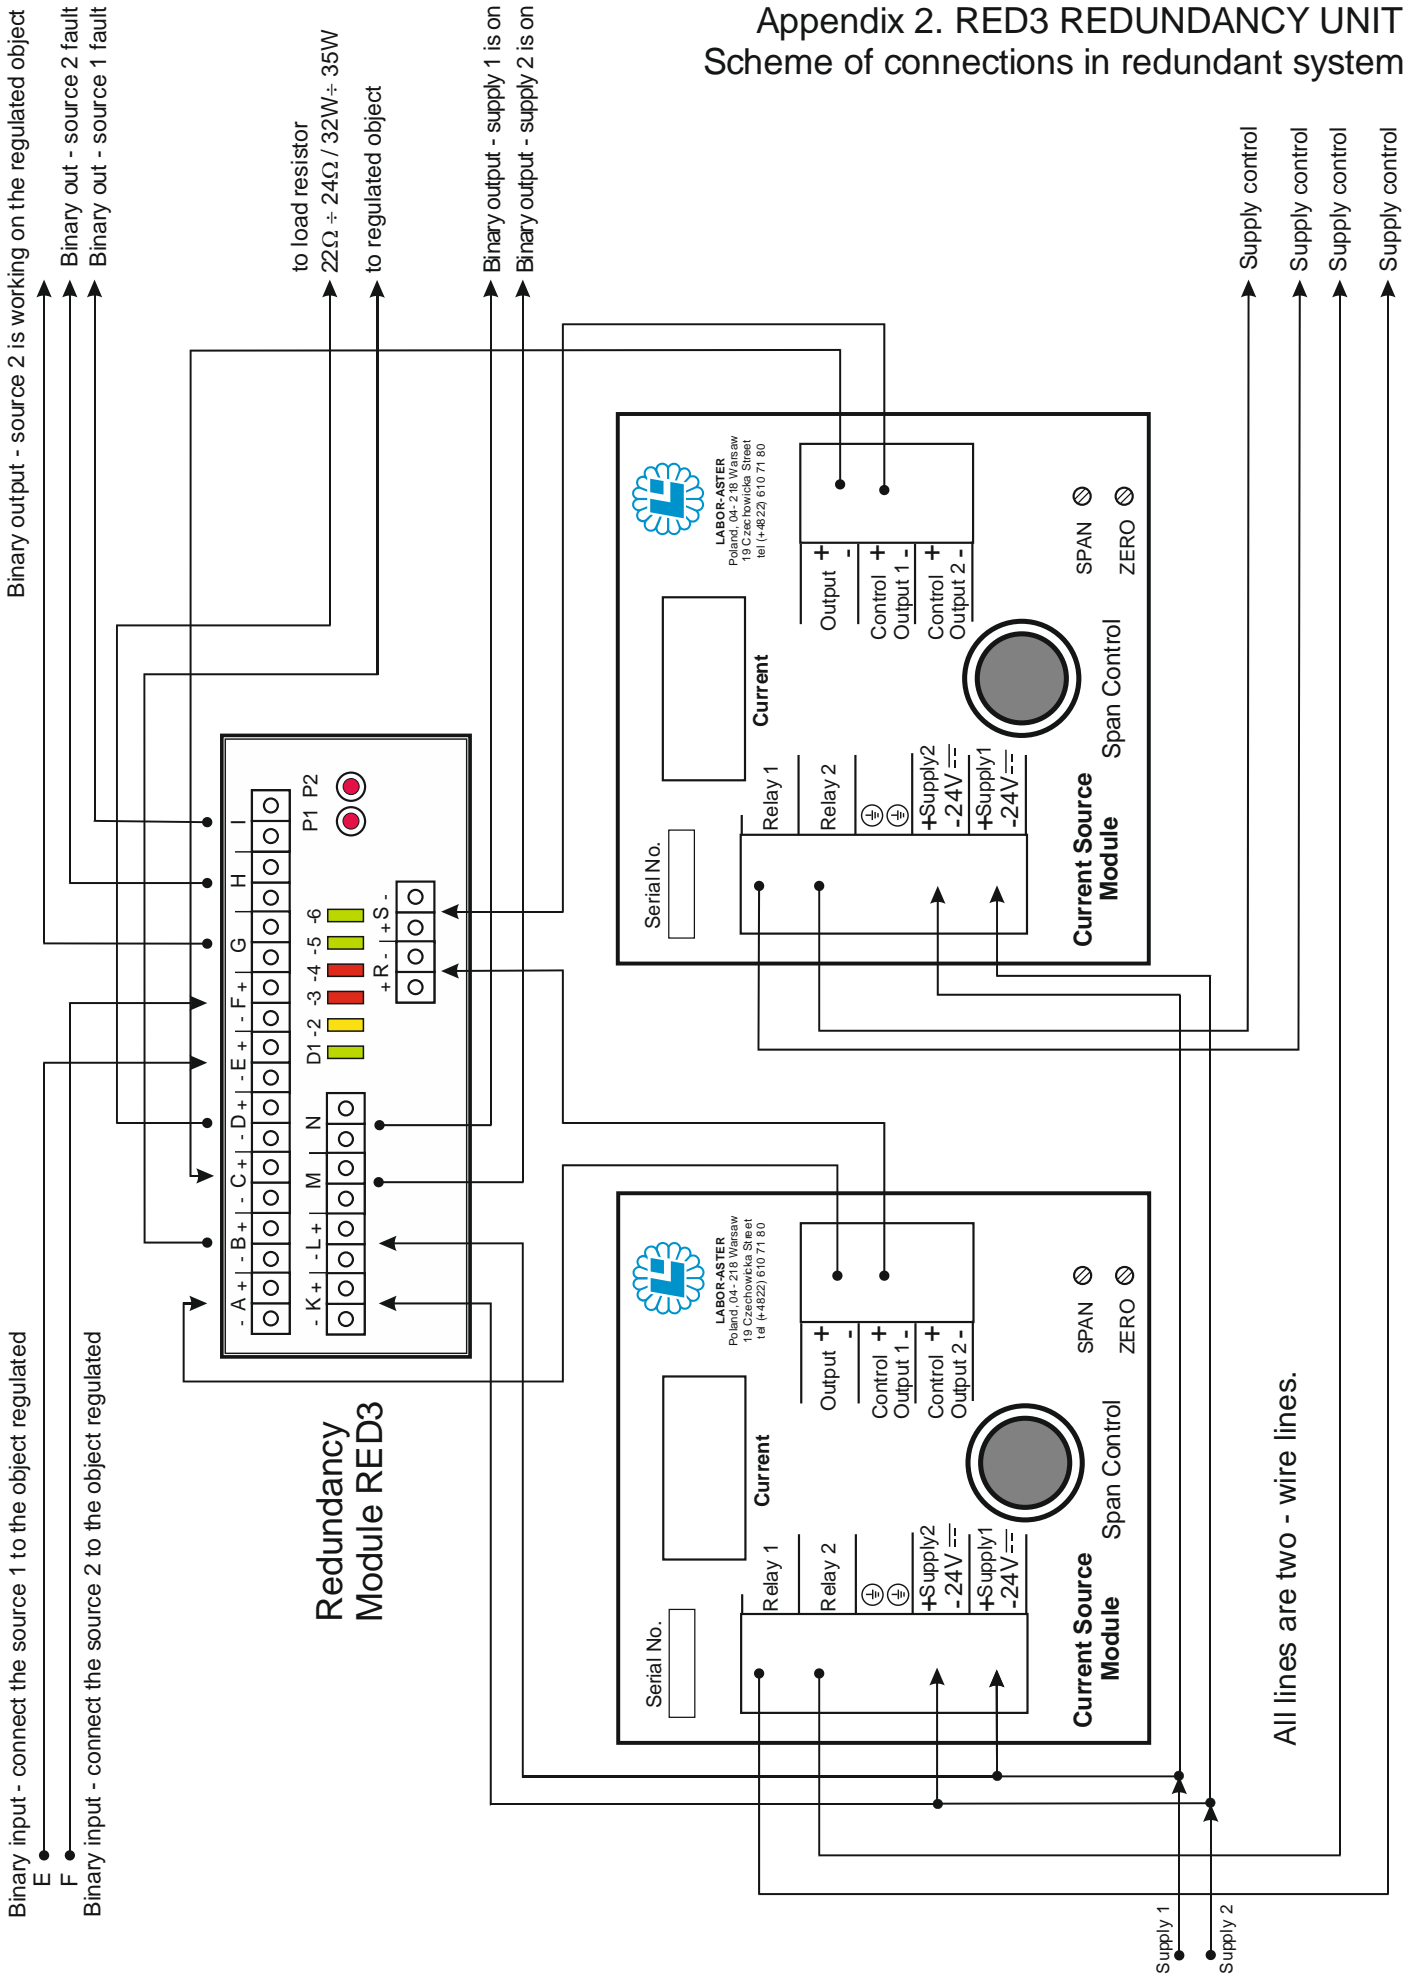 Appendix 2. RED3 REDUNDANCY UNIT
Scheme of connections in redundant system
Binary output - source 2 is working on the regulated object
Binary out - source 2 fault
Binary out - source 1 fault
to load resistor
22Ω ÷ 24Ω / 32W ÷ 35W
to regulated object
Binary output - supply 1 is on
Binary output - supply 2 is on
Supply control
Supply control
Supply control
Supply control
Binary input - connect the source 1 to the object regulated
E
F
Binary input - connect the source 2 to the object regulated
Redundancy
Module RED3
- A + | - B + | - C + | - D + | - E + | - F + | G | H | I
D1 -2 -3 -4 -5 -6
P1 P2
- K + | - L + | M | N
+ R - | + S -
Serial No.
LABOR-ASTER
Poland, 04- 218 Warsaw
19 Czechowicka Street
tel (+4822) 610 71 80
Current
Relay 1
Relay 2
+Supply2
-24V
+Supply1
-24V
Output + -
Control +
Output 1 -
Control +
Output 2 -
Current Source
Module
Span Control
SPAN
ZERO
Serial No.
LABOR-ASTER
Poland, 04- 218 Warsaw
19 Czechowicka Street
tel (+4822) 610 71 80
Current
Relay 1
Relay 2
+Supply2
-24V
+Supply1
-24V
Output + -
Control +
Output 1 -
Control +
Output 2 -
Current Source
Module
Span Control
SPAN
ZERO
All lines are two - wire lines.
Supply 1
Supply 2